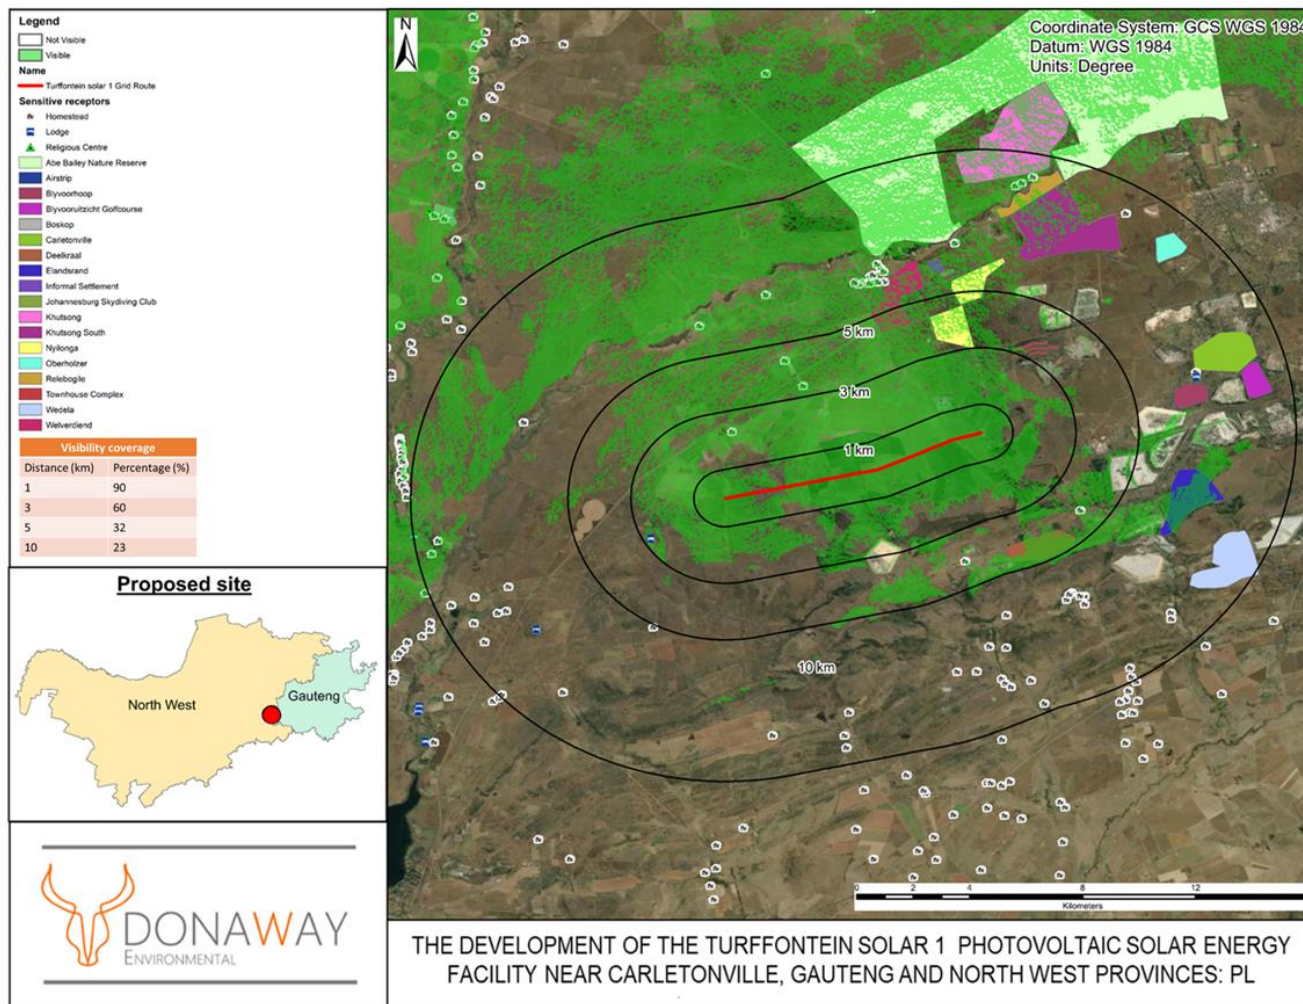 Legend
Not Visible
Visible
Name
Turffontein solar 1 Grid Route
Sensitive receptors
Homestead
Lodge
Religious Centre
Abe Bailey Nature Reserve
Airstrip
Blyvoorhoop
Blyvooruitzicht Golfcourse
Boskop
Carletonville
Deelkraal
Elandsrand
Informal Settlement
Johannesburg Skydiving Club
Khutsong
Khutsong South
Nyilonga
Oberholzer
Relebogile
Townhouse Complex
Wedela
Welverdiend
Visibility coverage
Distance (km) Percentage (%)
1 90
3 60
5 32
10 23
Proposed site
North West
Gauteng
DONAWAY
ENVIRONMENTAL
N
Coordinate System: GCS WGS 1984
Datum: WGS 1984
Units: Degree
5 km
3 km
1 km
10 km
0 2 4 8 12
Kilometers
THE DEVELOPMENT OF THE TURFFONTEIN SOLAR 1 PHOTOVOLTAIC SOLAR ENERGY
FACILITY NEAR CARLETONVILLE, GAUTENG AND NORTH WEST PROVINCES: PL